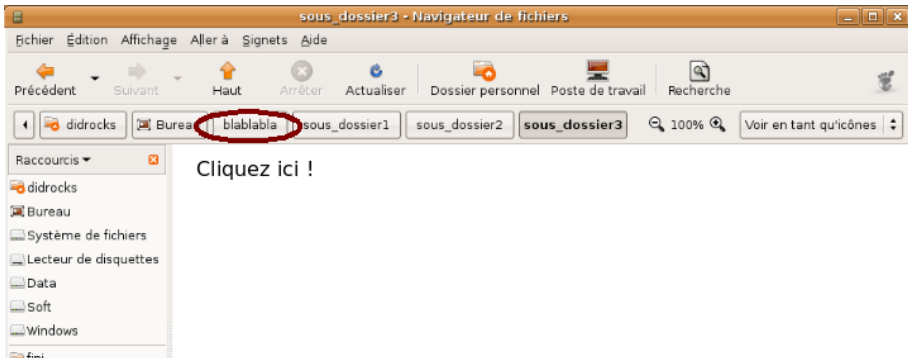 sous_dossier3 - Navigateur de fichiers
Fichier Édition Affichage Aller à Signets Aide
Précédent Suivant Haut Arrêter Actualiser Dossier personnel Poste de travail Recherche
didrocks Bureau blablabla sous_dossier1 sous_dossier2 sous_dossier3 100% Voir en tant qu'icônes
Raccourcis
Cliquez ici !
didrocks
Bureau
Système de fichiers
Lecteur de disquettes
Data
Soft
Windows
fini